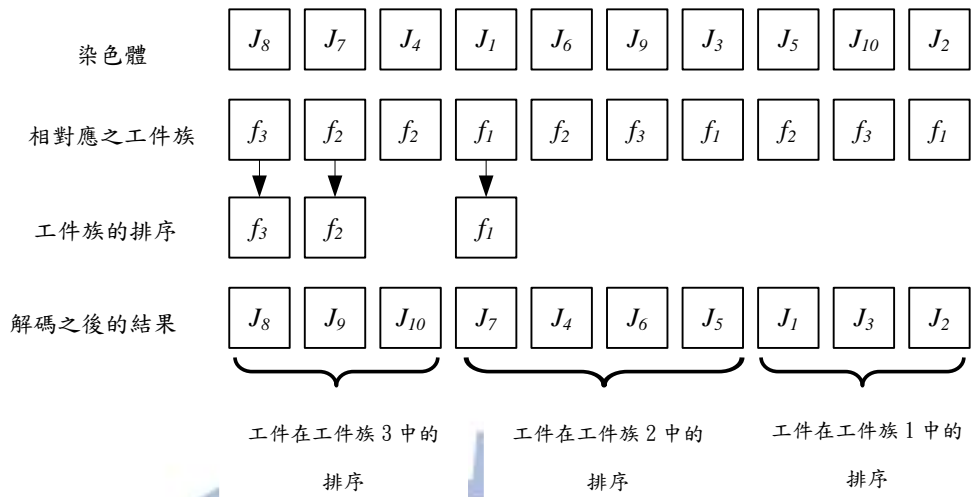 染色體 J8 J7 J4 J1 J6 J9 J3 J5 J10 J2
相對應之工件族 f3 f2 f2 f1 f2 f3 f1 f2 f3 f1
工件族的排序 f3 f2 f1
解碼之後的結果 J8 J9 J10 J7 J4 J6 J5 J1 J3 J2
工件在工件族 3 中的
排序
工件在工件族 2 中的
排序
工件在工件族 1 中的
排序